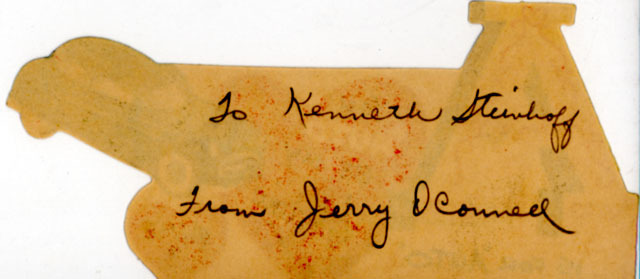 To Kenneth Steinhoff
From Jerry OConnell